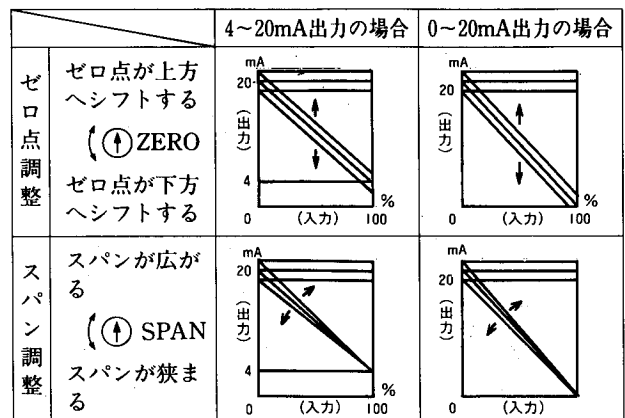 4～20mA出力の場合
0～20mA出力の場合
ゼロ点調整
ゼロ点が上方
へシフトする
ZERO
ゼロ点が下方
へシフトする
mA
20
(出力)
4
0
(入力)
100
%
mA
20
(出力)
0
(入力)
100
%
スパン調整
スパンが広が
る
SPAN
スパンが狭ま
る
mA
20
(出力)
4
0
(入力)
100
%
mA
20
(出力)
0
(入力)
100
%